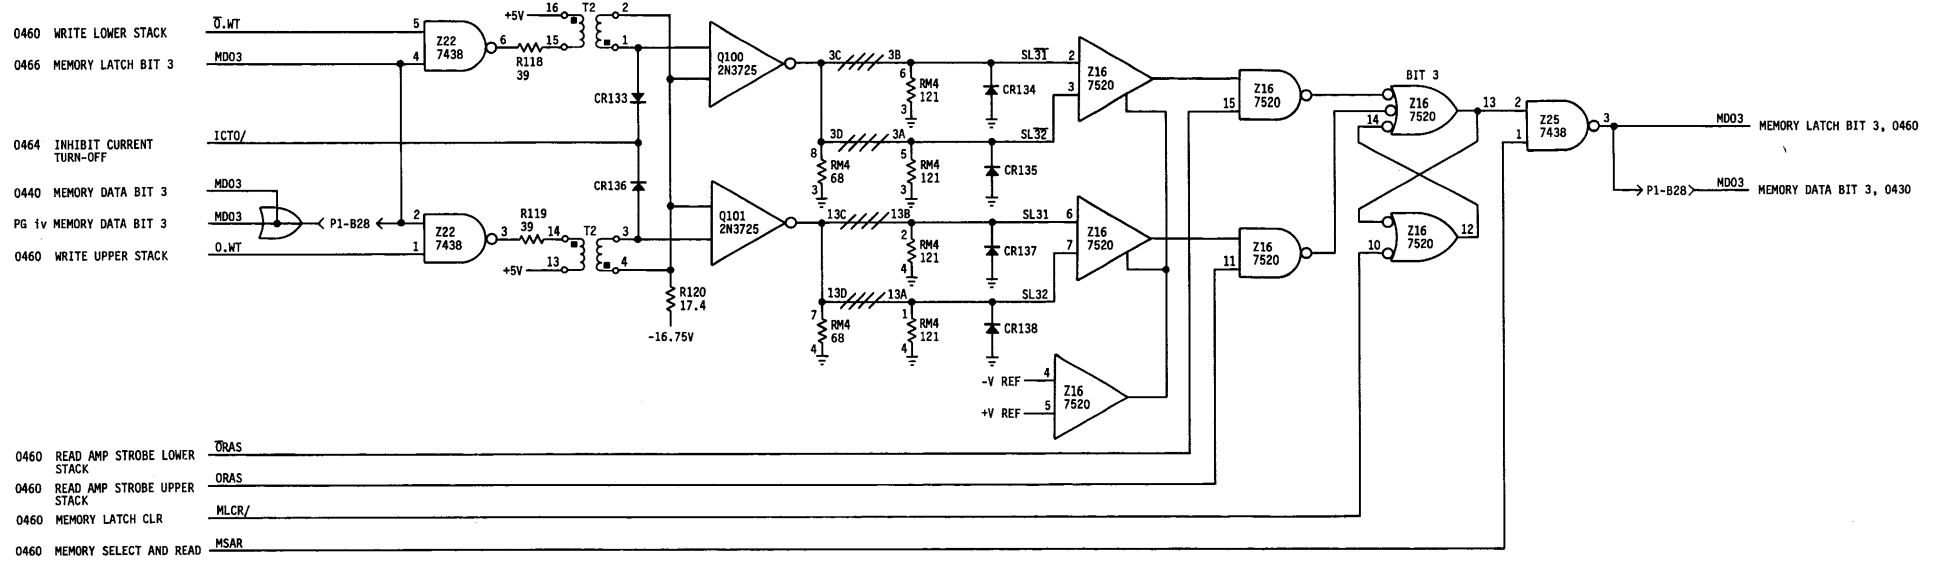 0460 WRITE LOWER STACK
O̅.WT
5
0466 MEMORY LATCH BIT 3
MDO3
4
Z22
7438
6
R118
39
+5V
16
15
T2
2
1
CR133
0464 INHIBIT CURRENT
TURN-OFF
ICTO/
CR136
0440 MEMORY DATA BIT 3
MDO3
PG iv MEMORY DATA BIT 3
MDO3
P1-B28
0460 WRITE UPPER STACK
O.WT
2
1
Z22
7438
3
R119
39
14
13
+5V
T2
3
4
R120
17.4
-16.75V
Q100
2N3725
Q101
2N3725
3C
3B
6
RM4
121
3
CR134
SL3̅1̅
2
3D
3A
8
RM4
68
3
5
RM4
121
3
CR135
SL3̅2̅
3
13C
13B
2
RM4
121
4
CR137
SL31
6
13D
13A
7
RM4
68
4
1
RM4
121
4
CR138
SL32
7
Z16
7520
Z16
7520
-V REF
4
+V REF
5
Z16
7520
15
Z16
7520
11
Z16
7520
BIT 3
Z16
7520
14
13
Z16
7520
10
12
2
1
Z25
7438
3
MDO3
MEMORY LATCH BIT 3, 0460
P1-B28
MDO3
MEMORY DATA BIT 3, 0430
0460 READ AMP STROBE LOWER
STACK
O̅RAS
0460 READ AMP STROBE UPPER
STACK
ORAS
0460 MEMORY LATCH CLR
MLCR/
0460 MEMORY SELECT AND READ
MSAR